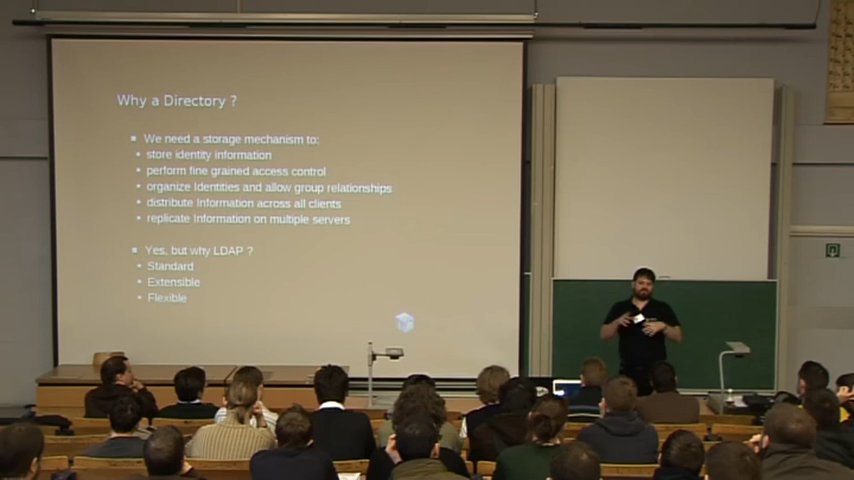 Why a Directory ?
▪ We need a storage mechanism to:
• store identity information
• perform fine grained access control
• organize Identities and allow group relationships
• distribute Information across all clients
• replicate Information on multiple servers
▪ Yes, but why LDAP ?
• Standard
• Extensible
• Flexible